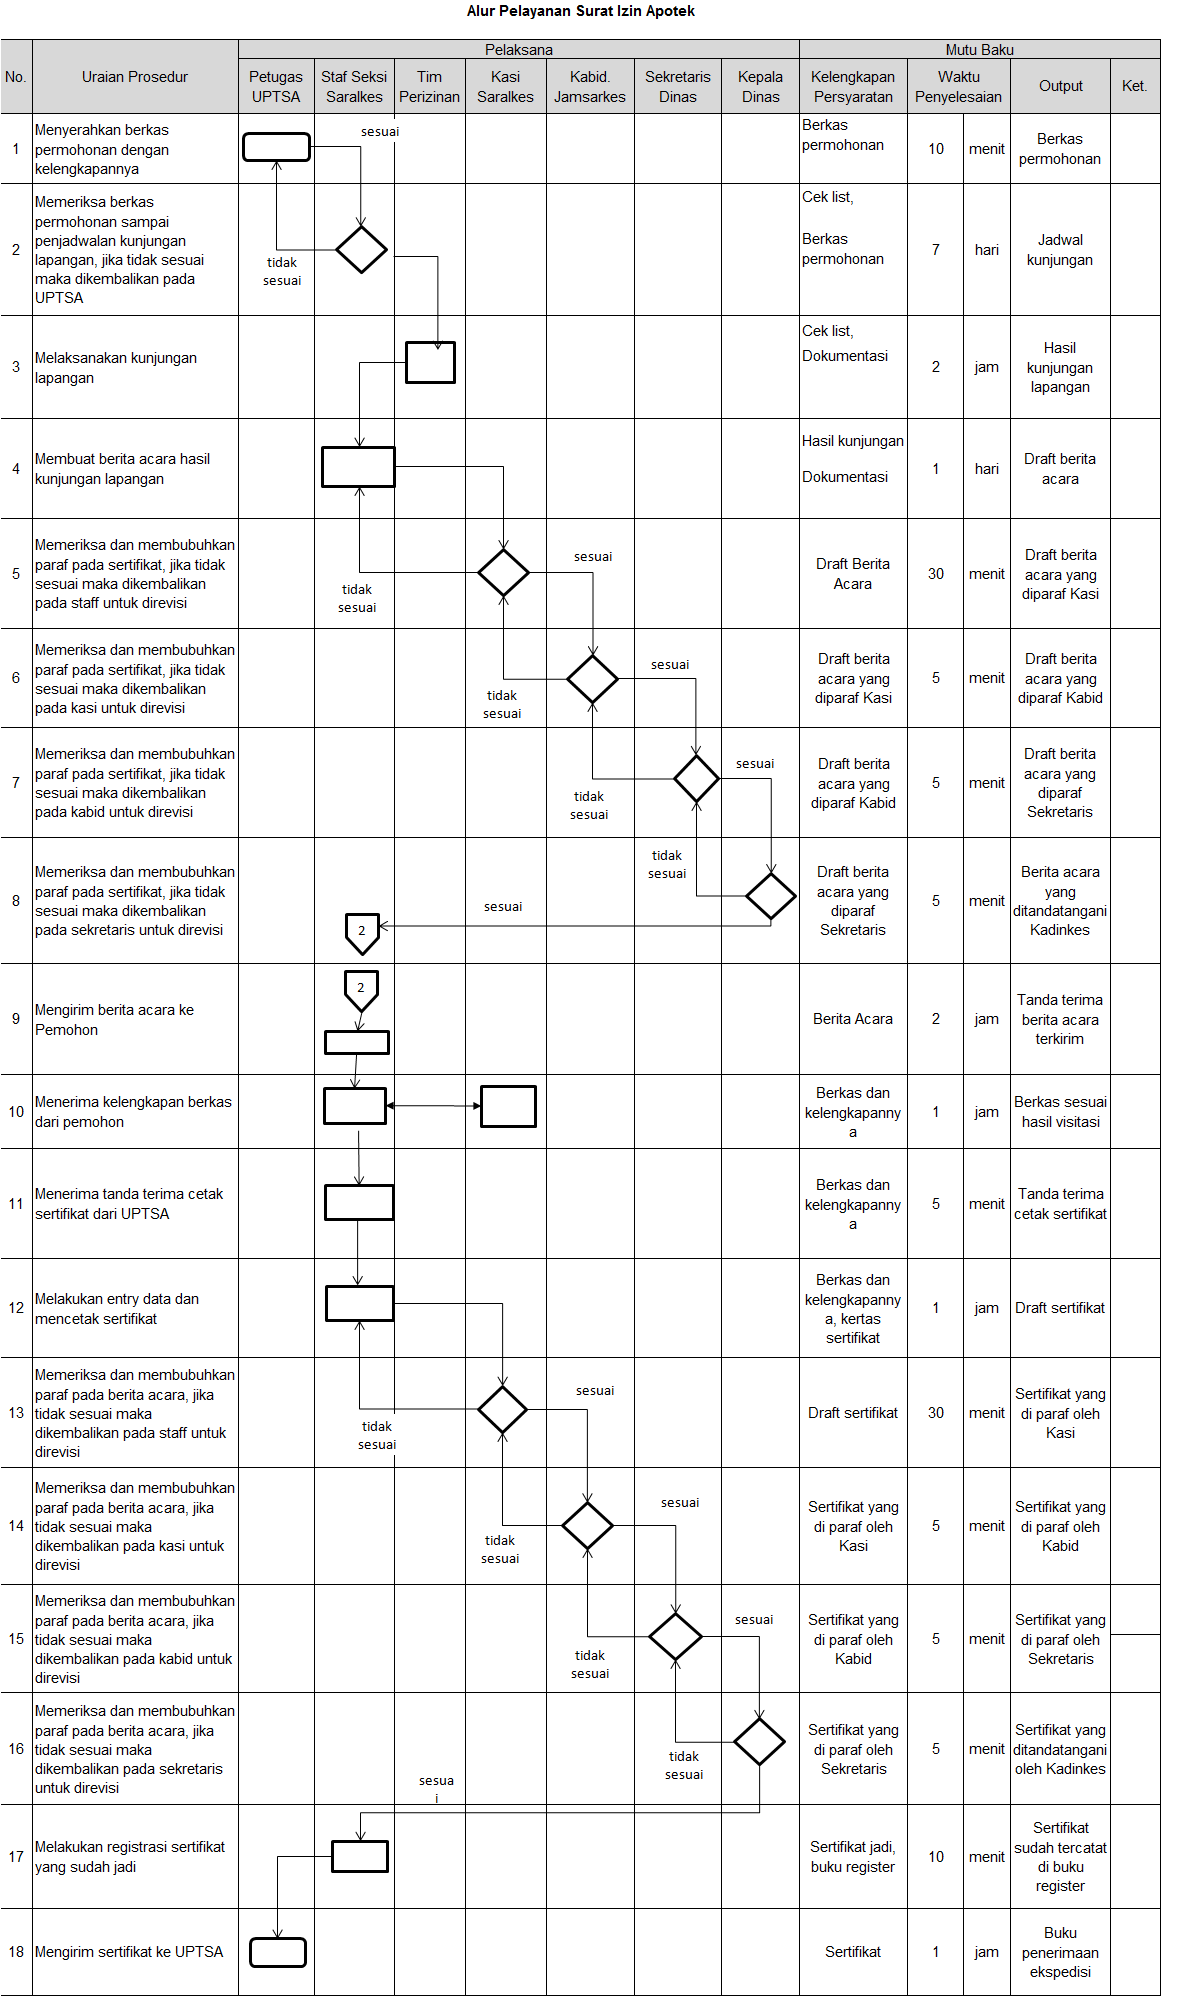 Alur Pelayanan Surat Izin Apotek
Pelaksana
Mutu Baku
No.
Uraian Prosedur
Petugas
UPTSA
Staf Seksi
Saralkes
Tim
Perizinan
Kasi
Saralkes
Kabid.
Jamsarkes
Sekretaris
Dinas
Kepala
Dinas
Kelengkapan
Persyaratan
Waktu
Penyelesaian
Output
Ket.
1
Menyerahkan berkas
permohonan dengan
kelengkapannya
sesuai
Berkas
permohonan
10
menit
Berkas
permohonan
2
Memeriksa berkas
permohonan sampai
penjadwalan kunjungan
lapangan, jika tidak sesuai
maka dikembalikan pada
UPTSA
tidak
sesuai
Cek list,
Berkas
permohonan
7
hari
Jadwal
kunjungan
3
Melaksanakan kunjungan
lapangan
Cek list,
Dokumentasi
2
jam
Hasil
kunjungan
lapangan
4
Membuat berita acara hasil
kunjungan lapangan
Hasil kunjungan
Dokumentasi
1
hari
Draft berita
acara
5
Memeriksa dan membubuhkan
paraf pada sertifikat, jika tidak
sesuai maka dikembalikan
pada staff untuk direvisi
tidak
sesuai
sesuai
Draft Berita
Acara
30
menit
Draft berita
acara yang
diparaf Kasi
6
Memeriksa dan membubuhkan
paraf pada sertifikat, jika tidak
sesuai maka dikembalikan
pada kasi untuk direvisi
tidak
sesuai
sesuai
Draft berita
acara yang
diparaf Kasi
5
menit
Draft berita
acara yang
diparaf Kabid
7
Memeriksa dan membubuhkan
paraf pada sertifikat, jika tidak
sesuai maka dikembalikan
pada kabid untuk direvisi
tidak
sesuai
sesuai
Draft berita
acara yang
diparaf Kabid
5
menit
Draft berita
acara yang
diparaf
Sekretaris
8
Memeriksa dan membubuhkan
paraf pada sertifikat, jika tidak
sesuai maka dikembalikan
pada sekretaris untuk direvisi
2
sesuai
tidak
sesuai
Draft berita
acara yang
diparaf
Sekretaris
5
menit
Berita acara
yang
ditandatangani
Kadinkes
9
Mengirim berita acara ke
Pemohon
2
Berita Acara
2
jam
Tanda terima
berita acara
terkirim
10
Menerima kelengkapan berkas
dari pemohon
Berkas dan
kelengkapanny
a
1
jam
Berkas sesuai
hasil visitasi
11
Menerima tanda terima cetak
sertifikat dari UPTSA
Berkas dan
kelengkapanny
a
5
menit
Tanda terima
cetak sertifikat
12
Melakukan entry data dan
mencetak sertifikat
Berkas dan
kelengkapanny
a, kertas
sertifikat
1
jam
Draft sertifikat
13
Memeriksa dan membubuhkan
paraf pada berita acara, jika
tidak sesuai maka
dikembalikan pada staff untuk
direvisi
tidak
sesuai
sesuai
Draft sertifikat
30
menit
Sertifikat yang
di paraf oleh
Kasi
14
Memeriksa dan membubuhkan
paraf pada berita acara, jika
tidak sesuai maka
dikembalikan pada kasi untuk
direvisi
tidak
sesuai
sesuai
Sertifikat yang
di paraf oleh
Kasi
5
menit
Sertifikat yang
di paraf oleh
Kabid
15
Memeriksa dan membubuhkan
paraf pada berita acara, jika
tidak sesuai maka
dikembalikan pada kabid untuk
direvisi
tidak
sesuai
sesuai
Sertifikat yang
di paraf oleh
Kabid
5
menit
Sertifikat yang
di paraf oleh
Sekretaris
16
Memeriksa dan membubuhkan
paraf pada berita acara, jika
tidak sesuai maka
dikembalikan pada sekretaris
untuk direvisi
sesua
i
tidak
sesuai
Sertifikat yang
di paraf oleh
Sekretaris
5
menit
Sertifikat yang
ditandatangani
oleh Kadinkes
17
Melakukan registrasi sertifikat
yang sudah jadi
Sertifikat jadi,
buku register
10
menit
Sertifikat
sudah tercatat
di buku
register
18
Mengirim sertifikat ke UPTSA
Sertifikat
1
jam
Buku
penerimaan
ekspedisi